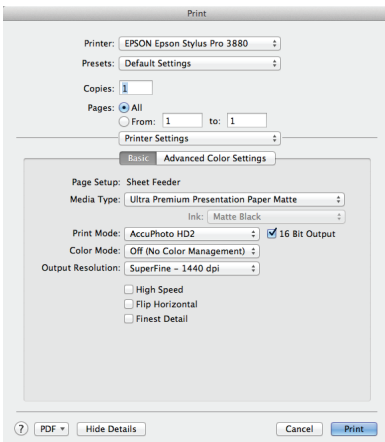 Print
Printer: EPSON Epson Stylus Pro 3880
Presets: Default Settings
Copies: 1
Pages: All
From: 1 to: 1
Printer Settings
Basic Advanced Color Settings
Page Setup: Sheet Feeder
Media Type: Ultra Premium Presentation Paper Matte
Ink: Matte Black
Print Mode: AccuPhoto HD2 16 Bit Output
Color Mode: Off (No Color Management)
Output Resolution: SuperFine – 1440 dpi
High Speed
Flip Horizontal
Finest Detail
? PDF Hide Details Cancel Print